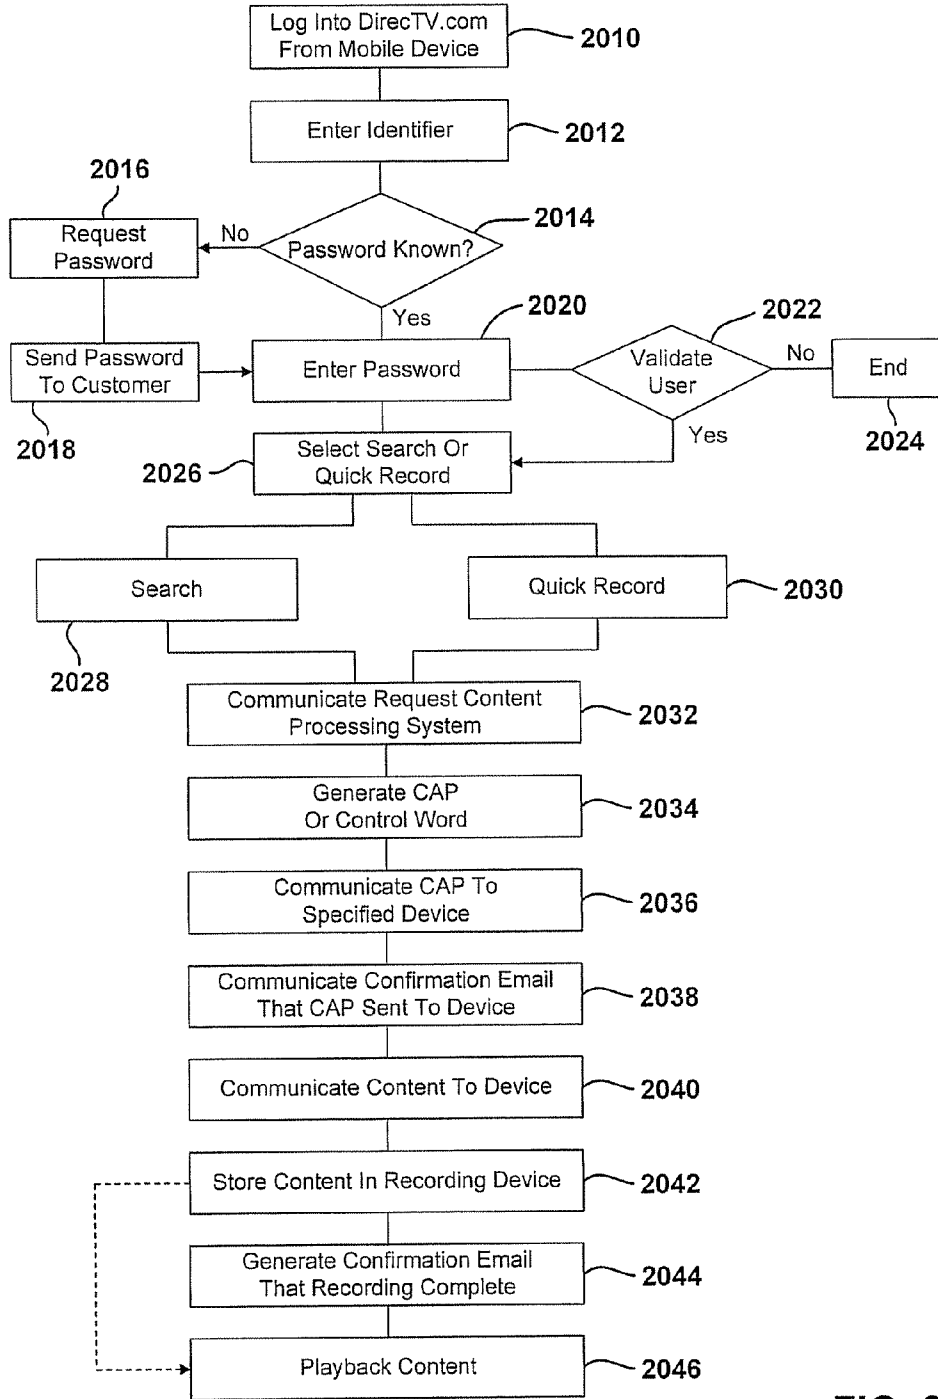 Log Into DirecTV.com
From Mobile Device
2010
Enter Identifier
2012
2016
2014
Request
Password
No
Password Known?
Yes
2020
2022
Send Password
To Customer
Enter Password
Validate
User
No
End
2018
2024
Yes
2026
Select Search Or
Quick Record
Search
Quick Record
2030
2028
Communicate Request Content
Processing System
2032
Generate CAP
Or Control Word
2034
Communicate CAP To
Specified Device
2036
Communicate Confirmation Email
That CAP Sent To Device
2038
Communicate Content To Device
2040
Store Content In Recording Device
2042
Generate Confirmation Email
That Recording Complete
2044
Playback Content
2046